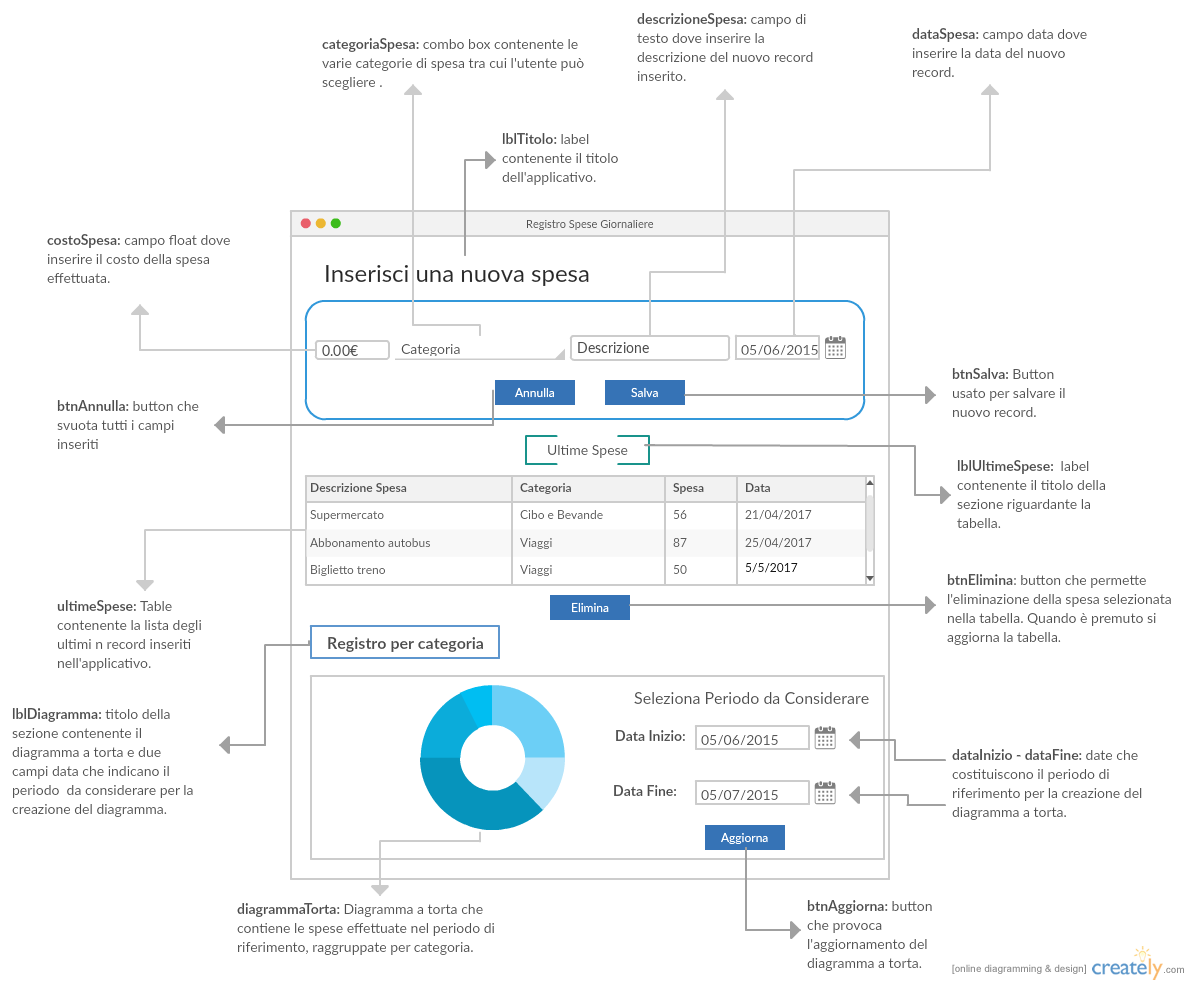 categoriaSpesa: combo box contenente le
varie categorie di spesa tra cui l'utente può
scegliere .
descrizioneSpesa: campo di
testo dove inserire la
descrizione del nuovo record
inserito.
dataSpesa: campo data dove
inserire la data del nuovo
record.
lblTitolo: label
contenente il titolo
dell'applicativo.
costoSpesa: campo float dove
inserire il costo della spesa
effettuata.
Registro Spese Giornaliere
Inserisci una nuova spesa
0.00€ Categoria Descrizione 05/06/2015
Annulla Salva
btnAnnulla: button che
svuota tutti i campi
inseriti
btnSalva: Button
usato per salvare il
nuovo record.
Ultime Spese
lblUltimeSpese: label
contenente il titolo della
sezione riguardante la
tabella.
Descrizione Spesa Categoria Spesa Data
Supermercato Cibo e Bevande 56 21/04/2017
Abbonamento autobus Viaggi 87 25/04/2017
Biglietto treno Viaggi 50 5/5/2017
ultimeSpese: Table
contenente la lista degli
ultimi n record inseriti
nell'applicativo.
Elimina
btnElimina: button che permette
l'eliminazione della spesa selezionata
nella tabella. Quando è premuto si
aggiorna la tabella.
Registro per categoria
lblDiagramma: titolo della
sezione contenente il
diagramma a torta e due
campi data che indicano il
periodo da considerare per la
creazione del diagramma.
Seleziona Periodo da Considerare
Data Inizio: 05/06/2015
Data Fine: 05/07/2015
Aggiorna
dataInizio - dataFine: date che
costituiscono il periodo di
riferimento per la creazione del
diagramma a torta.
diagrammaTorta: Diagramma a torta che
contiene le spese effettuate nel periodo di
riferimento, raggruppate per categoria.
btnAggiorna: button
che provoca
l'aggiornamento del
diagramma a torta.
[online diagramming & design] creately.com